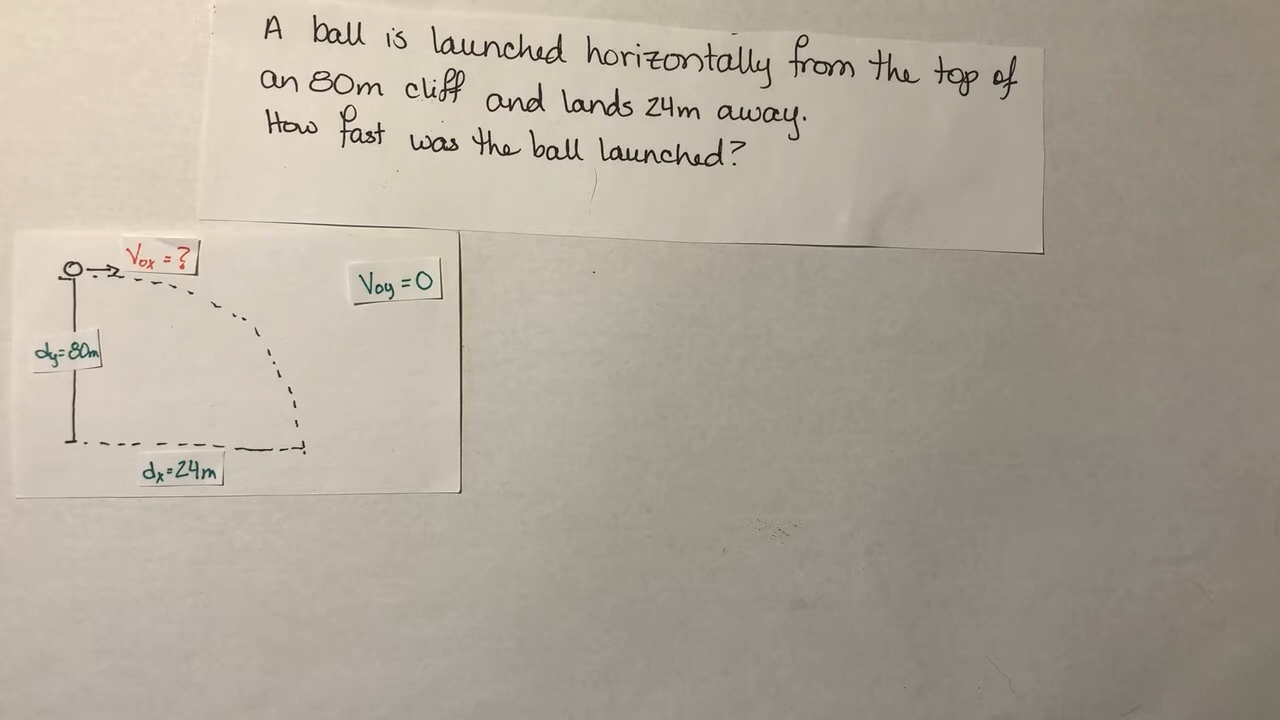 A ball is launched horizontally from the top of
an 80m cliff and lands 24m away.
How fast was the ball launched?
Vox = ?
Voy = 0
dy = 80m
dx = 24m